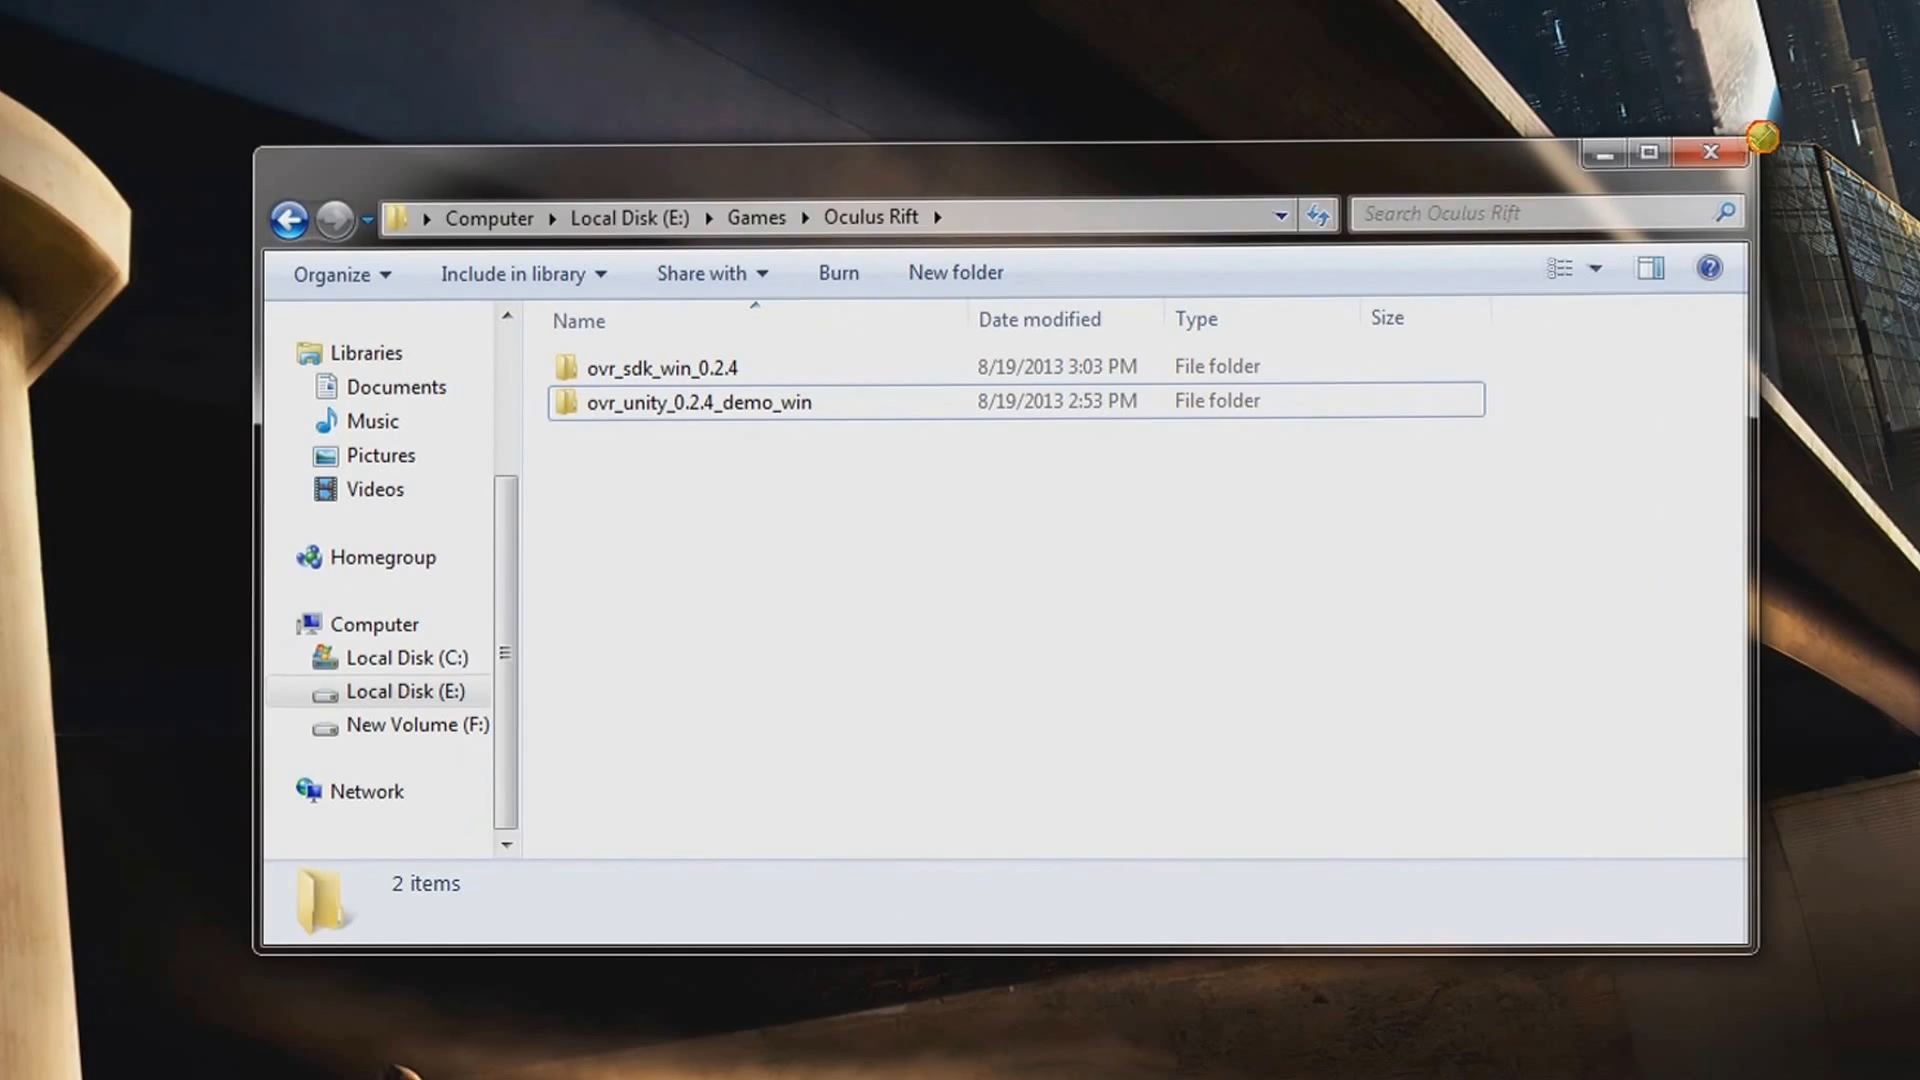 Computer Local Disk (E:) Games Oculus Rift
Search Oculus Rift
Organize Include in library Share with Burn New folder
Name Date modified Type Size
ovr_sdk_win_0.2.4 8/19/2013 3:03 PM File folder
ovr_unity_0.2.4_demo_win 8/19/2013 2:53 PM File folder
Libraries
Documents
Music
Pictures
Videos
Homegroup
Computer
Local Disk (C:)
Local Disk (E:)
New Volume (F:)
Network
2 items